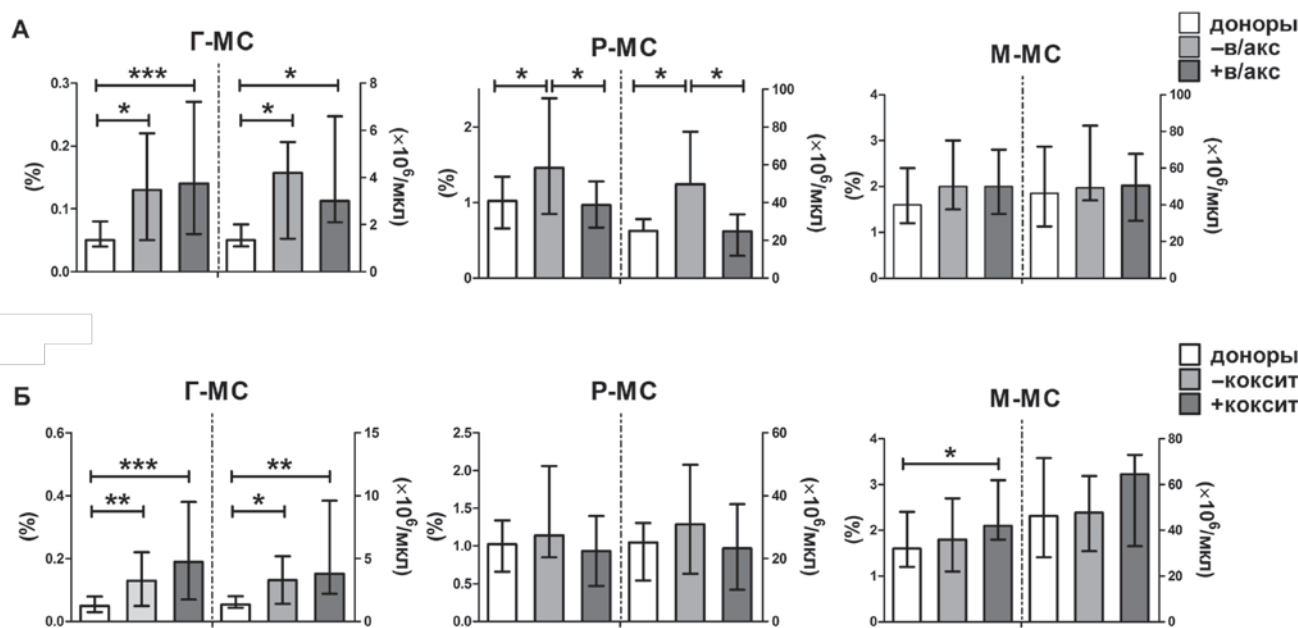 А
Г-МС
Р-МС
М-МС
доноры
–в/акс
+в/акс
*** * * *
* * * *
0.3 0.2 0.1 0.0
(%)
8 6 4 2 0
(×10⁶/мкл)
2 1 0
(%)
100 80 60 40 20 0
(×10⁶/мкл)
4 3 2 1 0
(%)
100 80 60 40 20 0
(×10⁶/мкл)
Б
Г-МС
Р-МС
М-МС
доноры
–коксит
+коксит
*** ** ** *
*
0.6 0.4 0.2 0.0
(%)
15 10 5 0
(×10⁶/мкл)
2.5 2.0 1.5 1.0 0.5 0.0
(%)
60 40 20 0
(×10⁶/мкл)
4 3 2 1 0
(%)
80 60 40 20 0
(×10⁶/мкл)